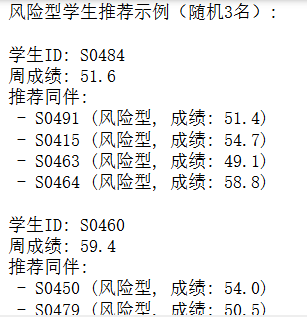 风险型学生推荐示例（随机3名）：
学生ID: S0484
周成绩: 51.6
推荐同伴:
- S0491 (风险型, 成绩: 51.4)
- S0415 (风险型, 成绩: 54.7)
- S0463 (风险型, 成绩: 49.1)
- S0464 (风险型, 成绩: 58.8)
学生ID: S0460
周成绩: 59.4
推荐同伴:
- S0450 (风险型, 成绩: 54.0)
- S0479 (风险型, 成绩: 50.5)